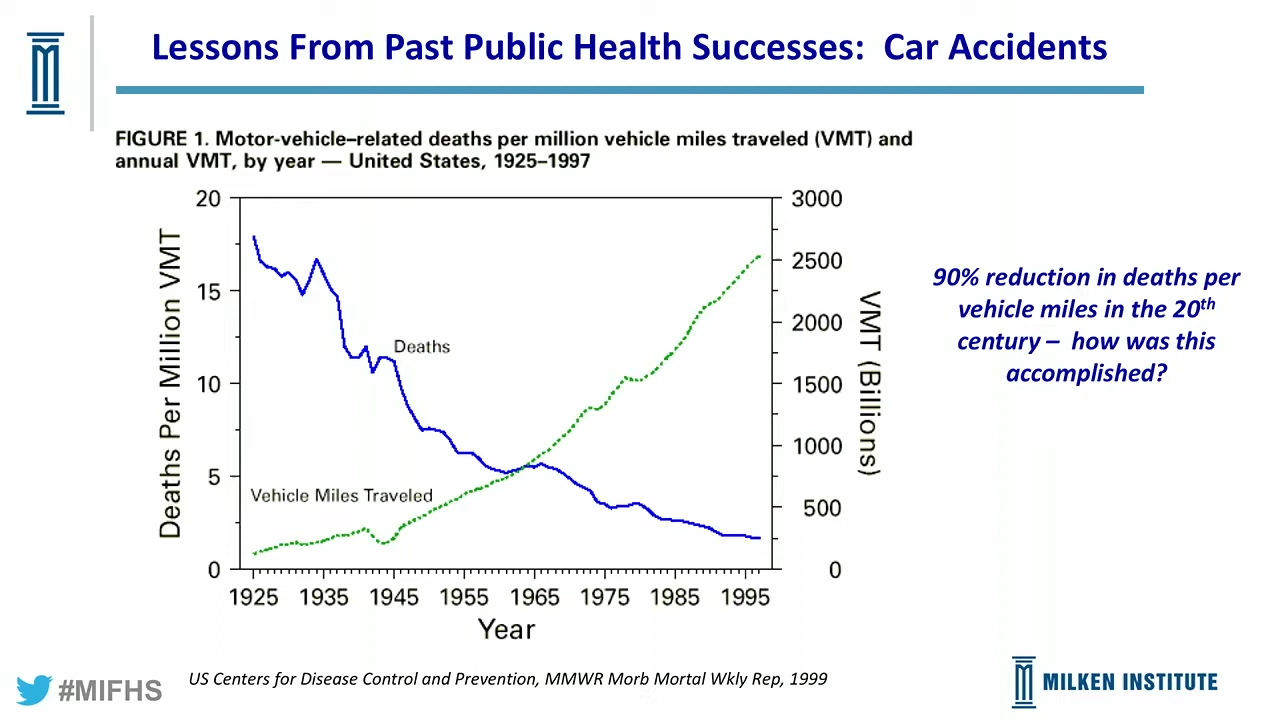 Lessons From Past Public Health Successes:  Car Accidents
FIGURE 1. Motor-vehicle–related deaths per million vehicle miles traveled (VMT) and
annual VMT, by year — United States, 1925–1997
Deaths Per Million VMT
20
15
10
5
0
Deaths
Vehicle Miles Traveled
3000
2500
2000
1500
1000
500
0
VMT (Billions)
1925 1935 1945 1955 1965 1975 1985 1995
Year
90% reduction in deaths per
vehicle miles in the 20th
century – how was this
accomplished?
#MIFHS
US Centers for Disease Control and Prevention, MMWR Morb Mortal Wkly Rep, 1999
MILKEN INSTITUTE